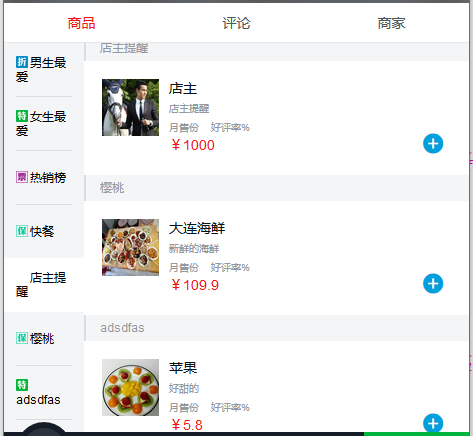 商品 评论 商家
折 男生最
爱
特 女生最
爱
票 热销榜
保 快餐
店主提
醒
保 樱桃
特
adsdfas
店主提醒
店主
店主提醒
月售份 好评率%
￥1000
樱桃
大连海鲜
新鲜的海鲜
月售份 好评率%
￥109.9
adsdfas
苹果
好甜的
月售份 好评率%
￥5.8